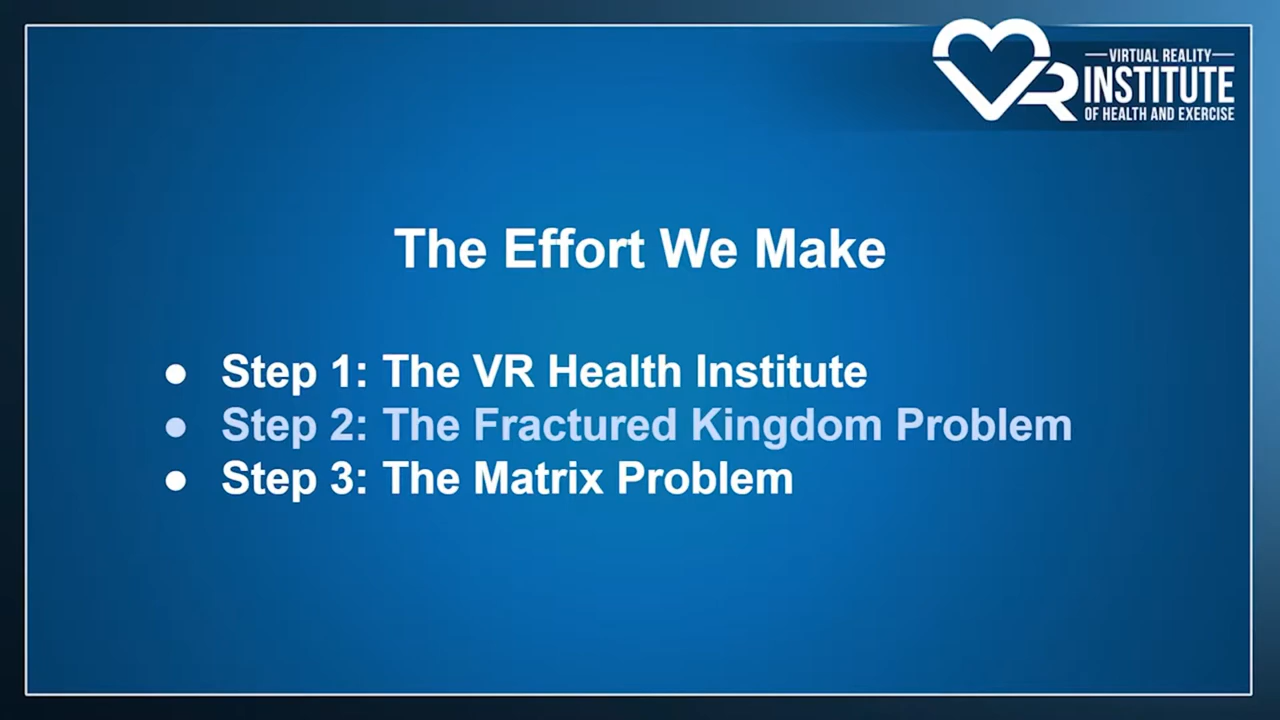 VIRTUAL REALITY
INSTITUTE
OF HEALTH AND EXERCISE
The Effort We Make
● Step 1: The VR Health Institute
● Step 2: The Fractured Kingdom Problem
● Step 3: The Matrix Problem